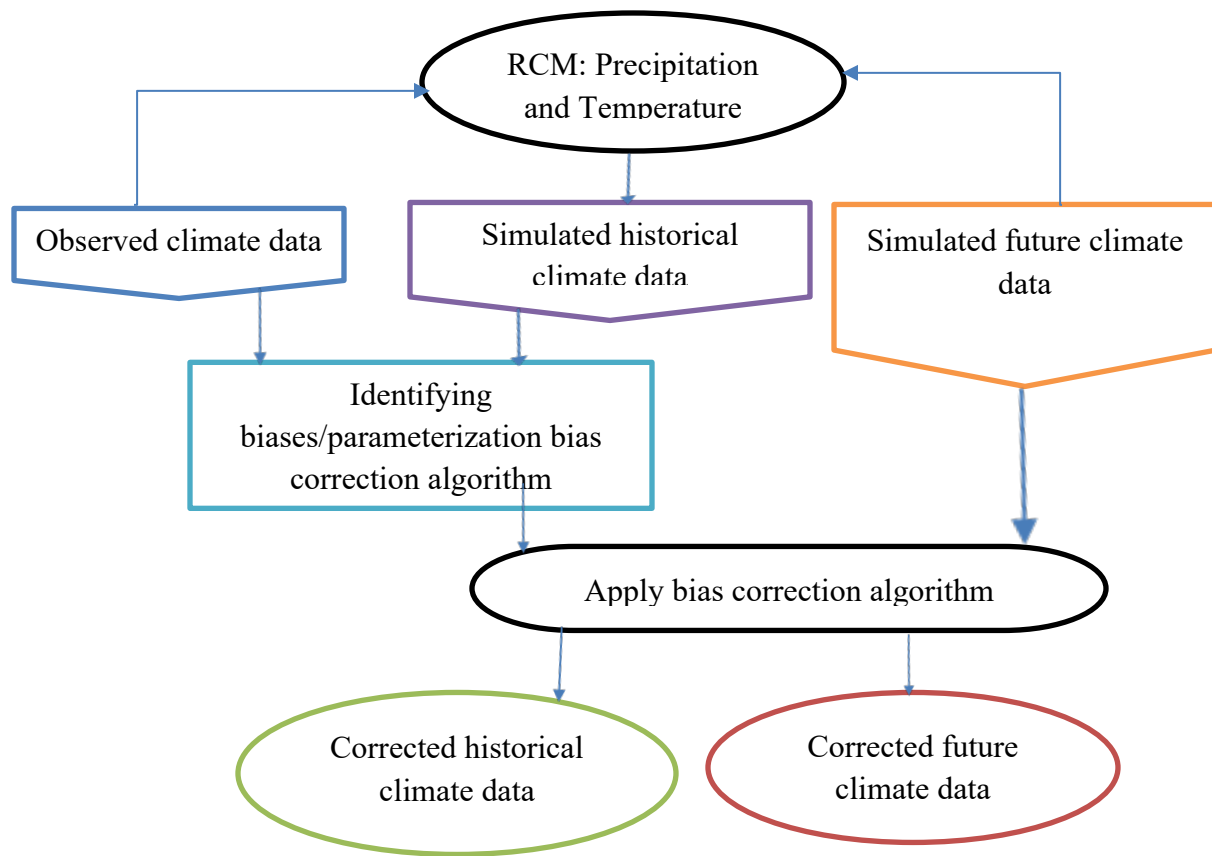 RCM: Precipitation
and Temperature
Observed climate data
Simulated historical
climate data
Simulated future climate
data
Identifying
biases/parameterization bias
correction algorithm
Apply bias correction algorithm
Corrected historical
climate data
Corrected future
climate data